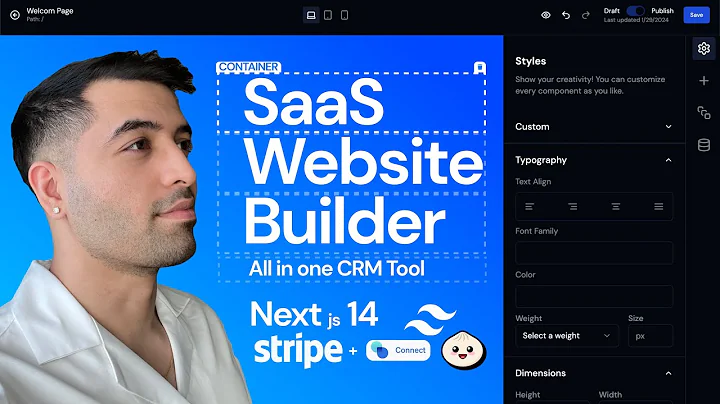 Welcom Page
Path: /
Draft
Publish
Last updated 1/29/2024
Save
CONTAINER
SaaS
Website
Builder
All in one CRM Tool
Next js 14
stripe + Connect
Styles
Show your creativity! You can customize
every component as you like.
Custom
Typography
Text Align
Font Family
Color
Weight
Size
Select a weight
px
Dimensions
Height
Width